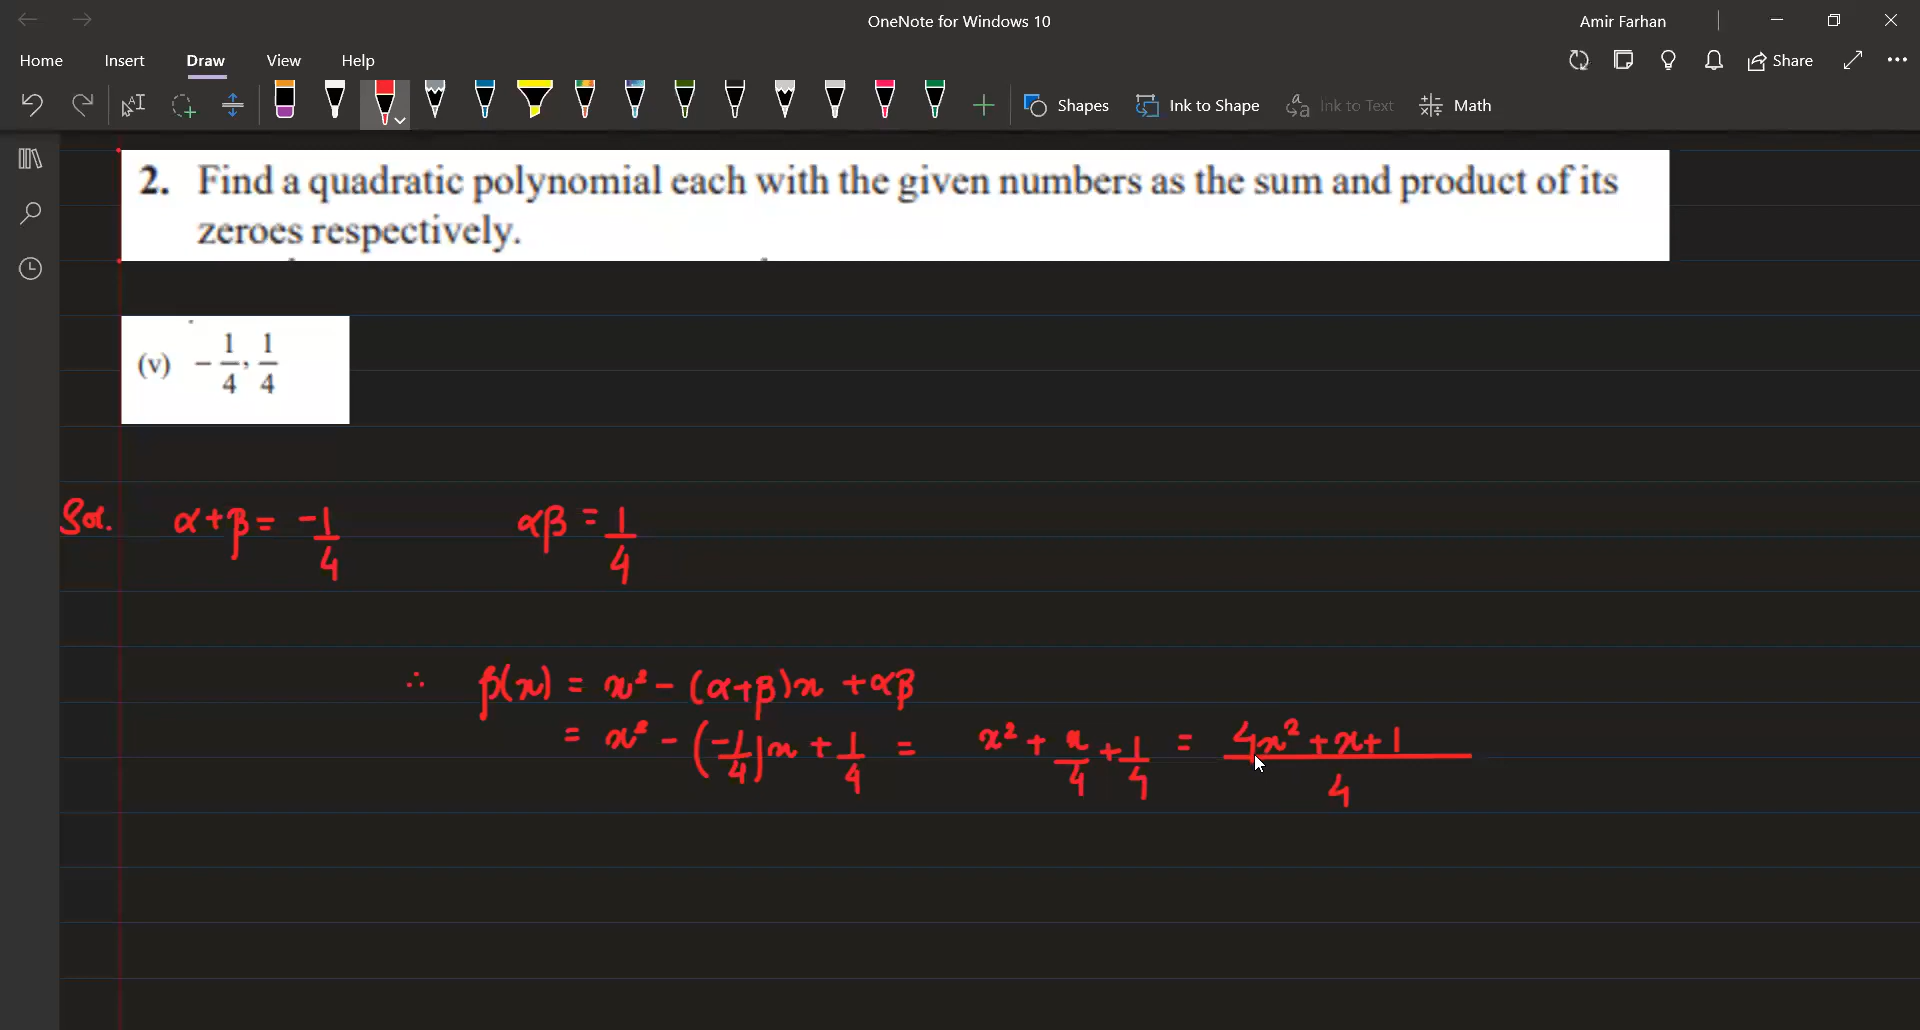 OneNote for Windows 10
Amir Farhan
Home Insert Draw View Help
Share
Shapes Ink to Shape Ink to Text Math
2. Find a quadratic polynomial each with the given numbers as the sum and product of its
zeroes respectively.
(v) -1/4, 1/4
Sol. α+β = -1/4 αβ = 1/4
∴ p(x) = x² - (α+β)x + αβ
= x² - (-1/4)x + 1/4 = x² + x/4 + 1/4 = 4x² + x + 1/4